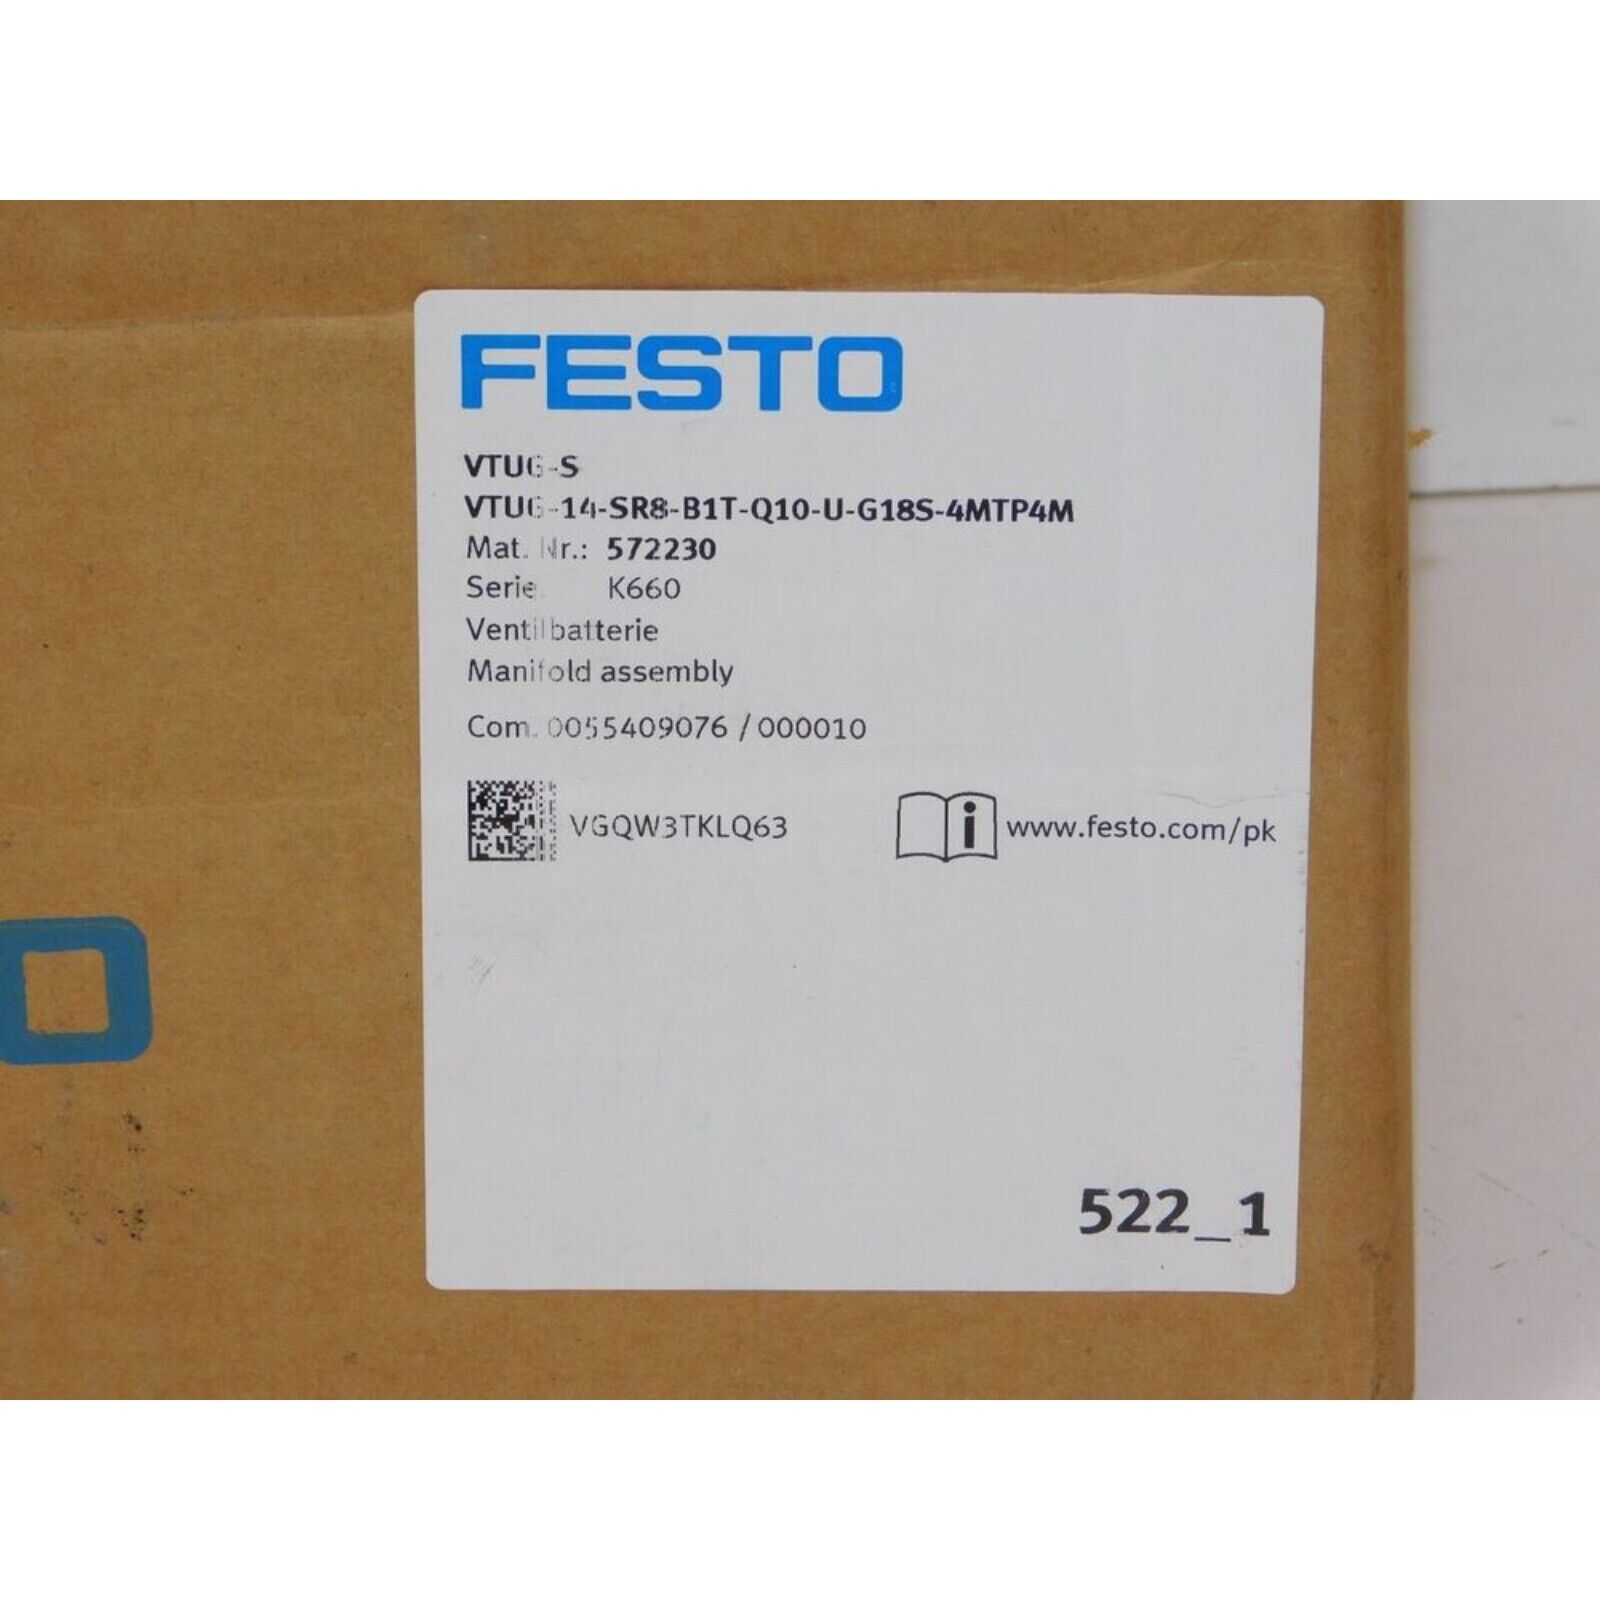 FESTO
VTUG-S
VTUG-14-SR8-B1T-Q10-U-G18S-4MTP4M
Mat. Nr.: 572230
Serie: K660
Ventilbatterie
Manifold assembly
Com. 0055409076 / 000010
VGQW3TKLQ63
www.festo.com/pk
O
522_1